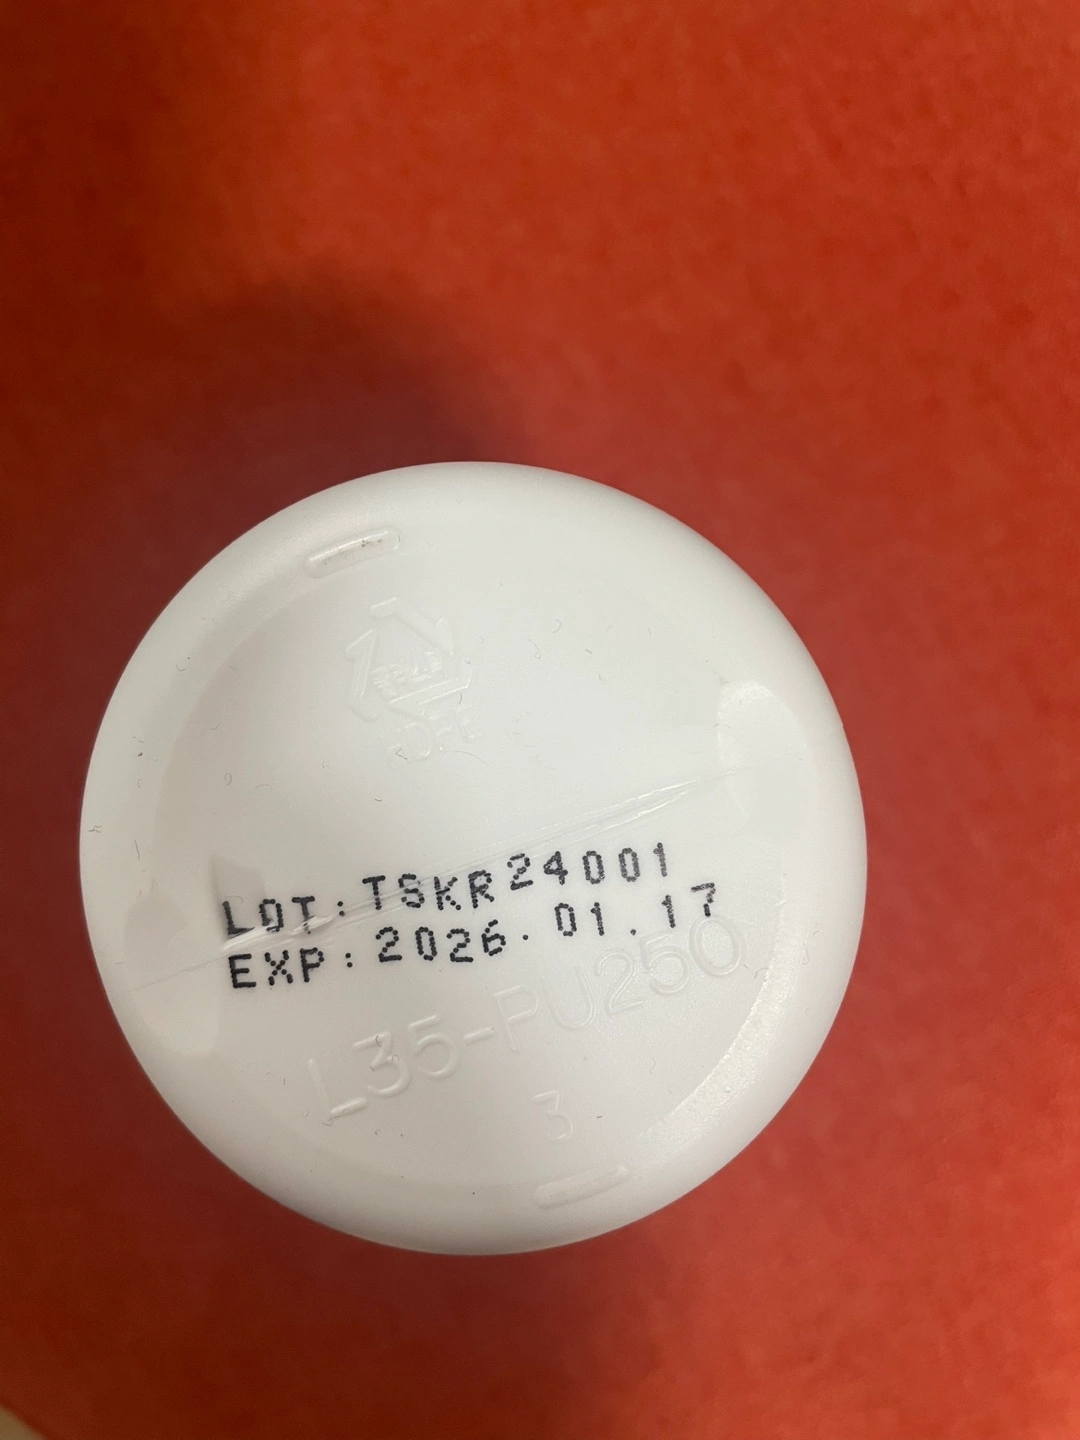 LOT: TSKR24001
EXP: 2026.01.17
L35-PU250
3